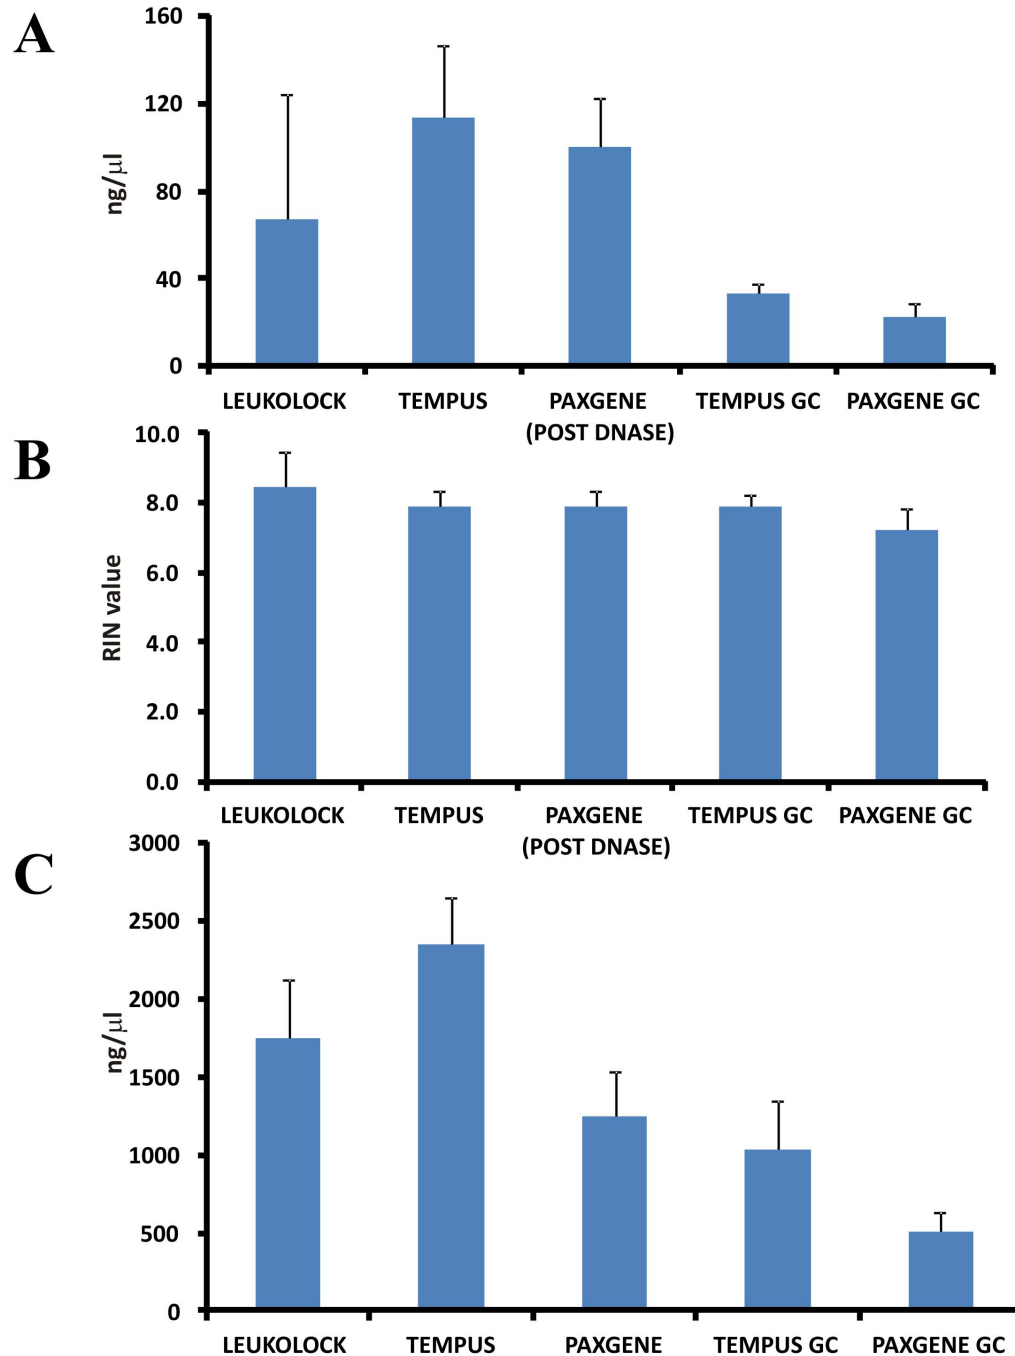 A
160
120
80
40
0
ng/µl
LEUKOLOCK TEMPUS PAXGENE TEMPUS GC PAXGENE GC
(POST DNASE)
B
10.0
8.0
6.0
4.0
2.0
0.0
RIN value
LEUKOLOCK TEMPUS PAXGENE TEMPUS GC PAXGENE GC
(POST DNASE)
C
3000
2500
2000
1500
1000
500
0
ng/µl
LEUKOLOCK TEMPUS PAXGENE TEMPUS GC PAXGENE GC